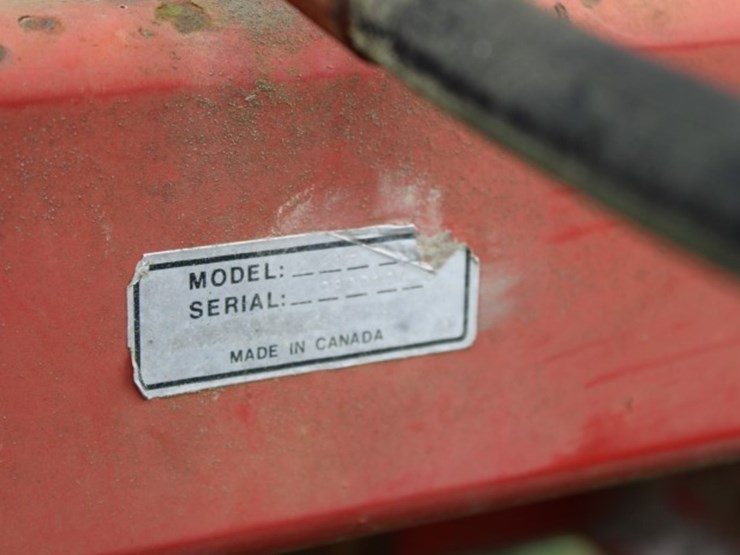 MODEL: _ _ _ _
SERIAL: _ _ _ _ _
MADE IN CANADA